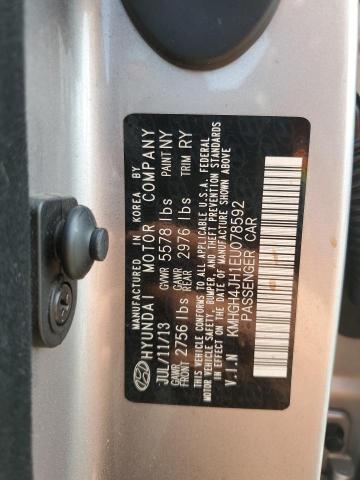 MANUFACTURED IN KOREA BY
HYUNDAI MOTOR COMPANY
JUL/11/13 GVWR 5578 lbs PAINT NY
GAWR FRONT 2756 lbs GAWR REAR 2976 lbs TRIM RY
THIS VEHICLE CONFORMS TO ALL APPLICABLE U.S.A. FEDERAL
MOTOR VEHICLE SAFETY, BUMPER, AND THEFT PREVENTION STANDARDS
IN EFFECT ON THE DATE OF MANUFACTURE SHOWN ABOVE
V.I.N KMHGH4JH1EU078592
PASSENGER CAR